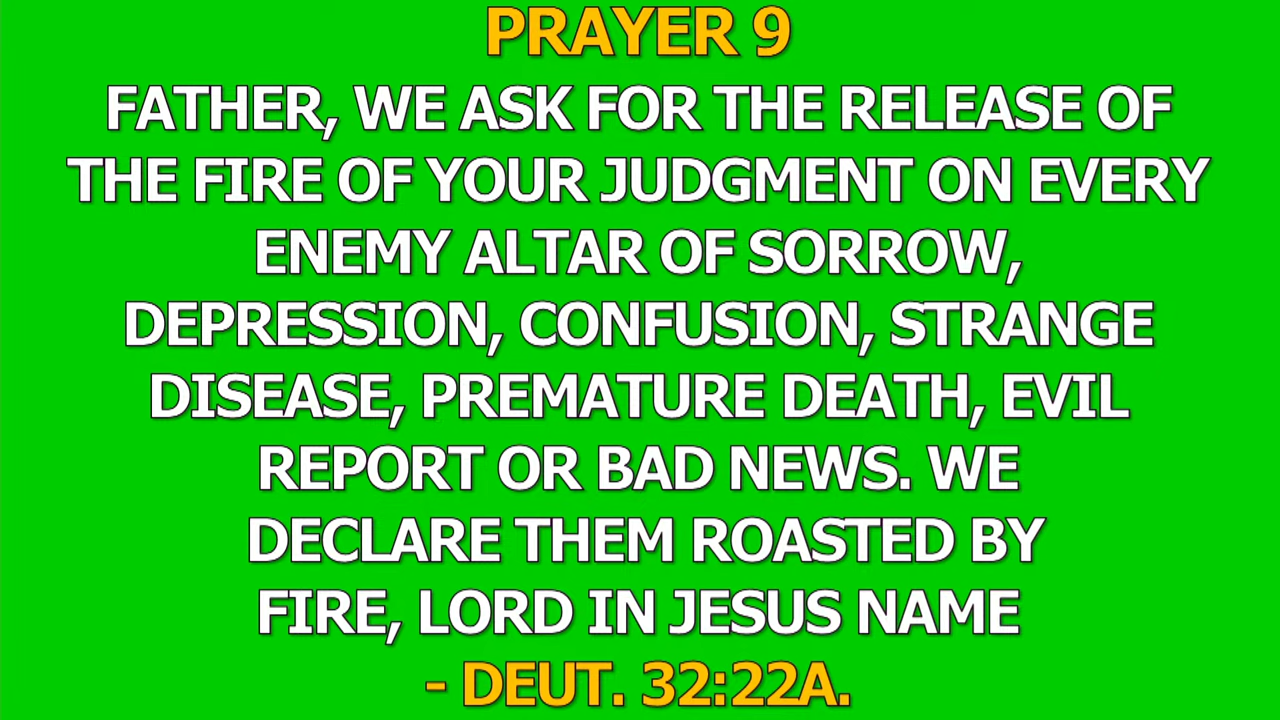 PRAYER 9
FATHER, WE ASK FOR THE RELEASE OF
THE FIRE OF YOUR JUDGMENT ON EVERY
ENEMY ALTAR OF SORROW,
DEPRESSION, CONFUSION, STRANGE
DISEASE, PREMATURE DEATH, EVIL
REPORT OR BAD NEWS. WE
DECLARE THEM ROASTED BY
FIRE, LORD IN JESUS NAME
- DEUT. 32:22A.